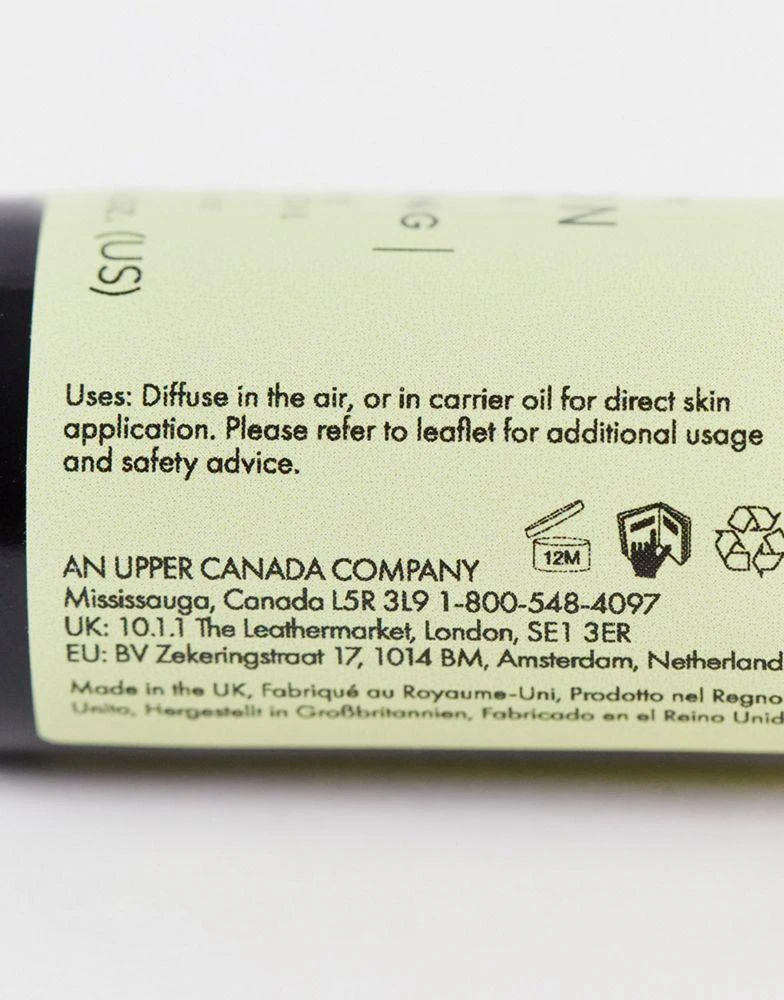 OZ. (US)
NG
N
Uses: Diffuse in the air, or in carrier oil for direct skin
application. Please refer to leaflet for additional usage
and safety advice.
12M
AN UPPER CANADA COMPANY
Mississauga, Canada L5R 3L9 1-800-548-4097
UK: 10.1.1 The Leathermarket, London, SE1 3ER
EU: BV Zekeringstraat 17, 1014 BM, Amsterdam, Netherland
Made in the UK, Fabriqué au Royaume-Uni, Prodotto nel Regno
Unito, Hergestellt in Großbritannien, Fabricado en el Reino Unid